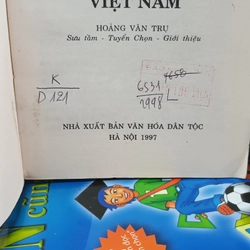 VIỆT NAM
HOÀNG VĂN TRỤ
Sưu tầm - Tuyển Chọn - Giới thiệu
K
D 121
6531
1998
L
NHÀ XUẤT BẢN VĂN HÓA DÂN TỘC
HÀ NỘI 1997